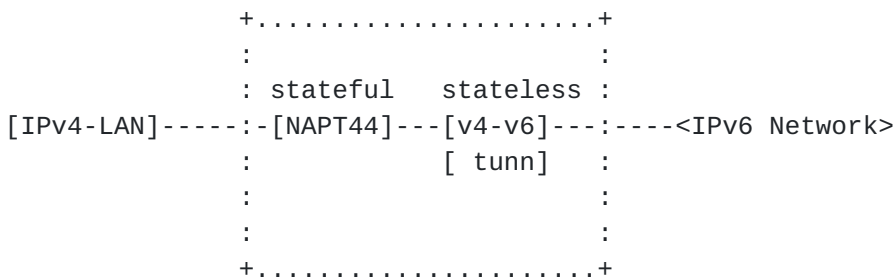 +.....................+
:                     :
: stateful   stateless :
[IPv4-LAN]-----:-[NAPT44]---[v4-v6]---:----<IPv6 Network>
:            [ tunn]   :
:                     :
:                     :
+.....................+